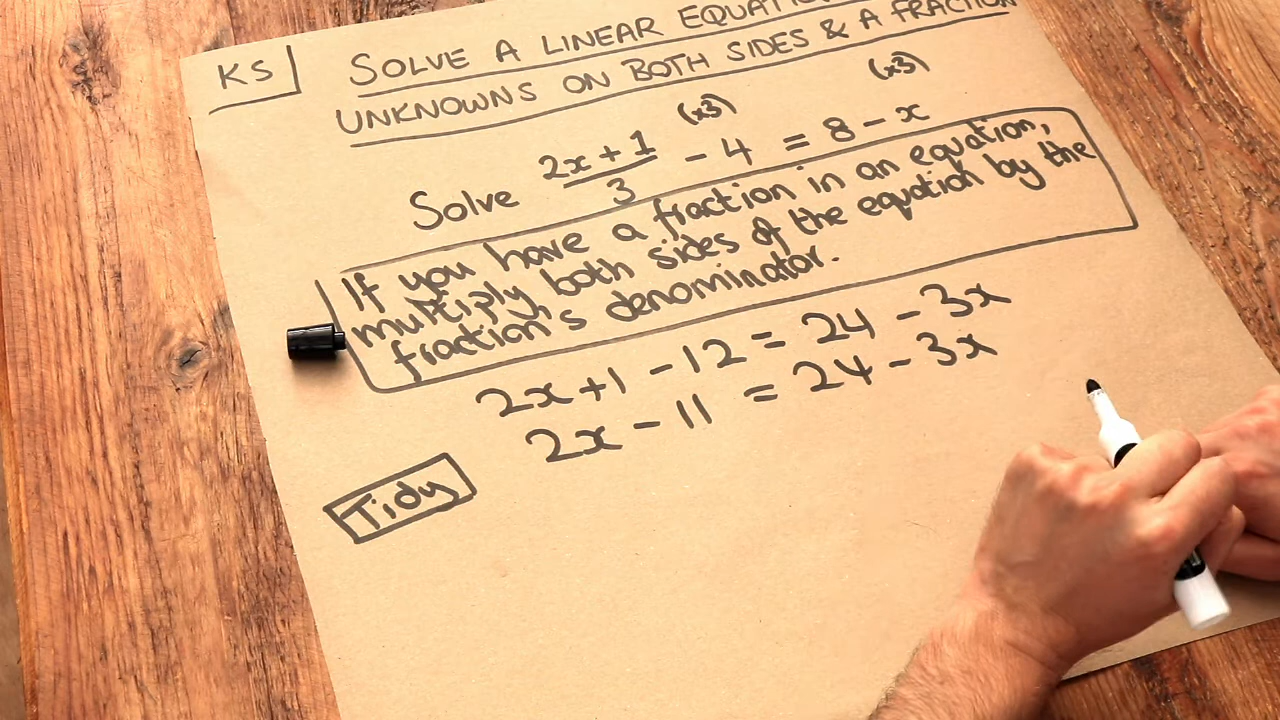 KS
SOLVE A LINEAR EQUATIO
UNKNOWNS ON BOTH SIDES & A FRACTION
(x3) (x3)
Solve (2x + 1)/3 - 4 = 8 - x
If you have a fraction in an equation,
multiply both sides of the equation by the
fraction's denominator.
2x + 1 - 12 = 24 - 3x
2x - 11 = 24 - 3x
Tidy